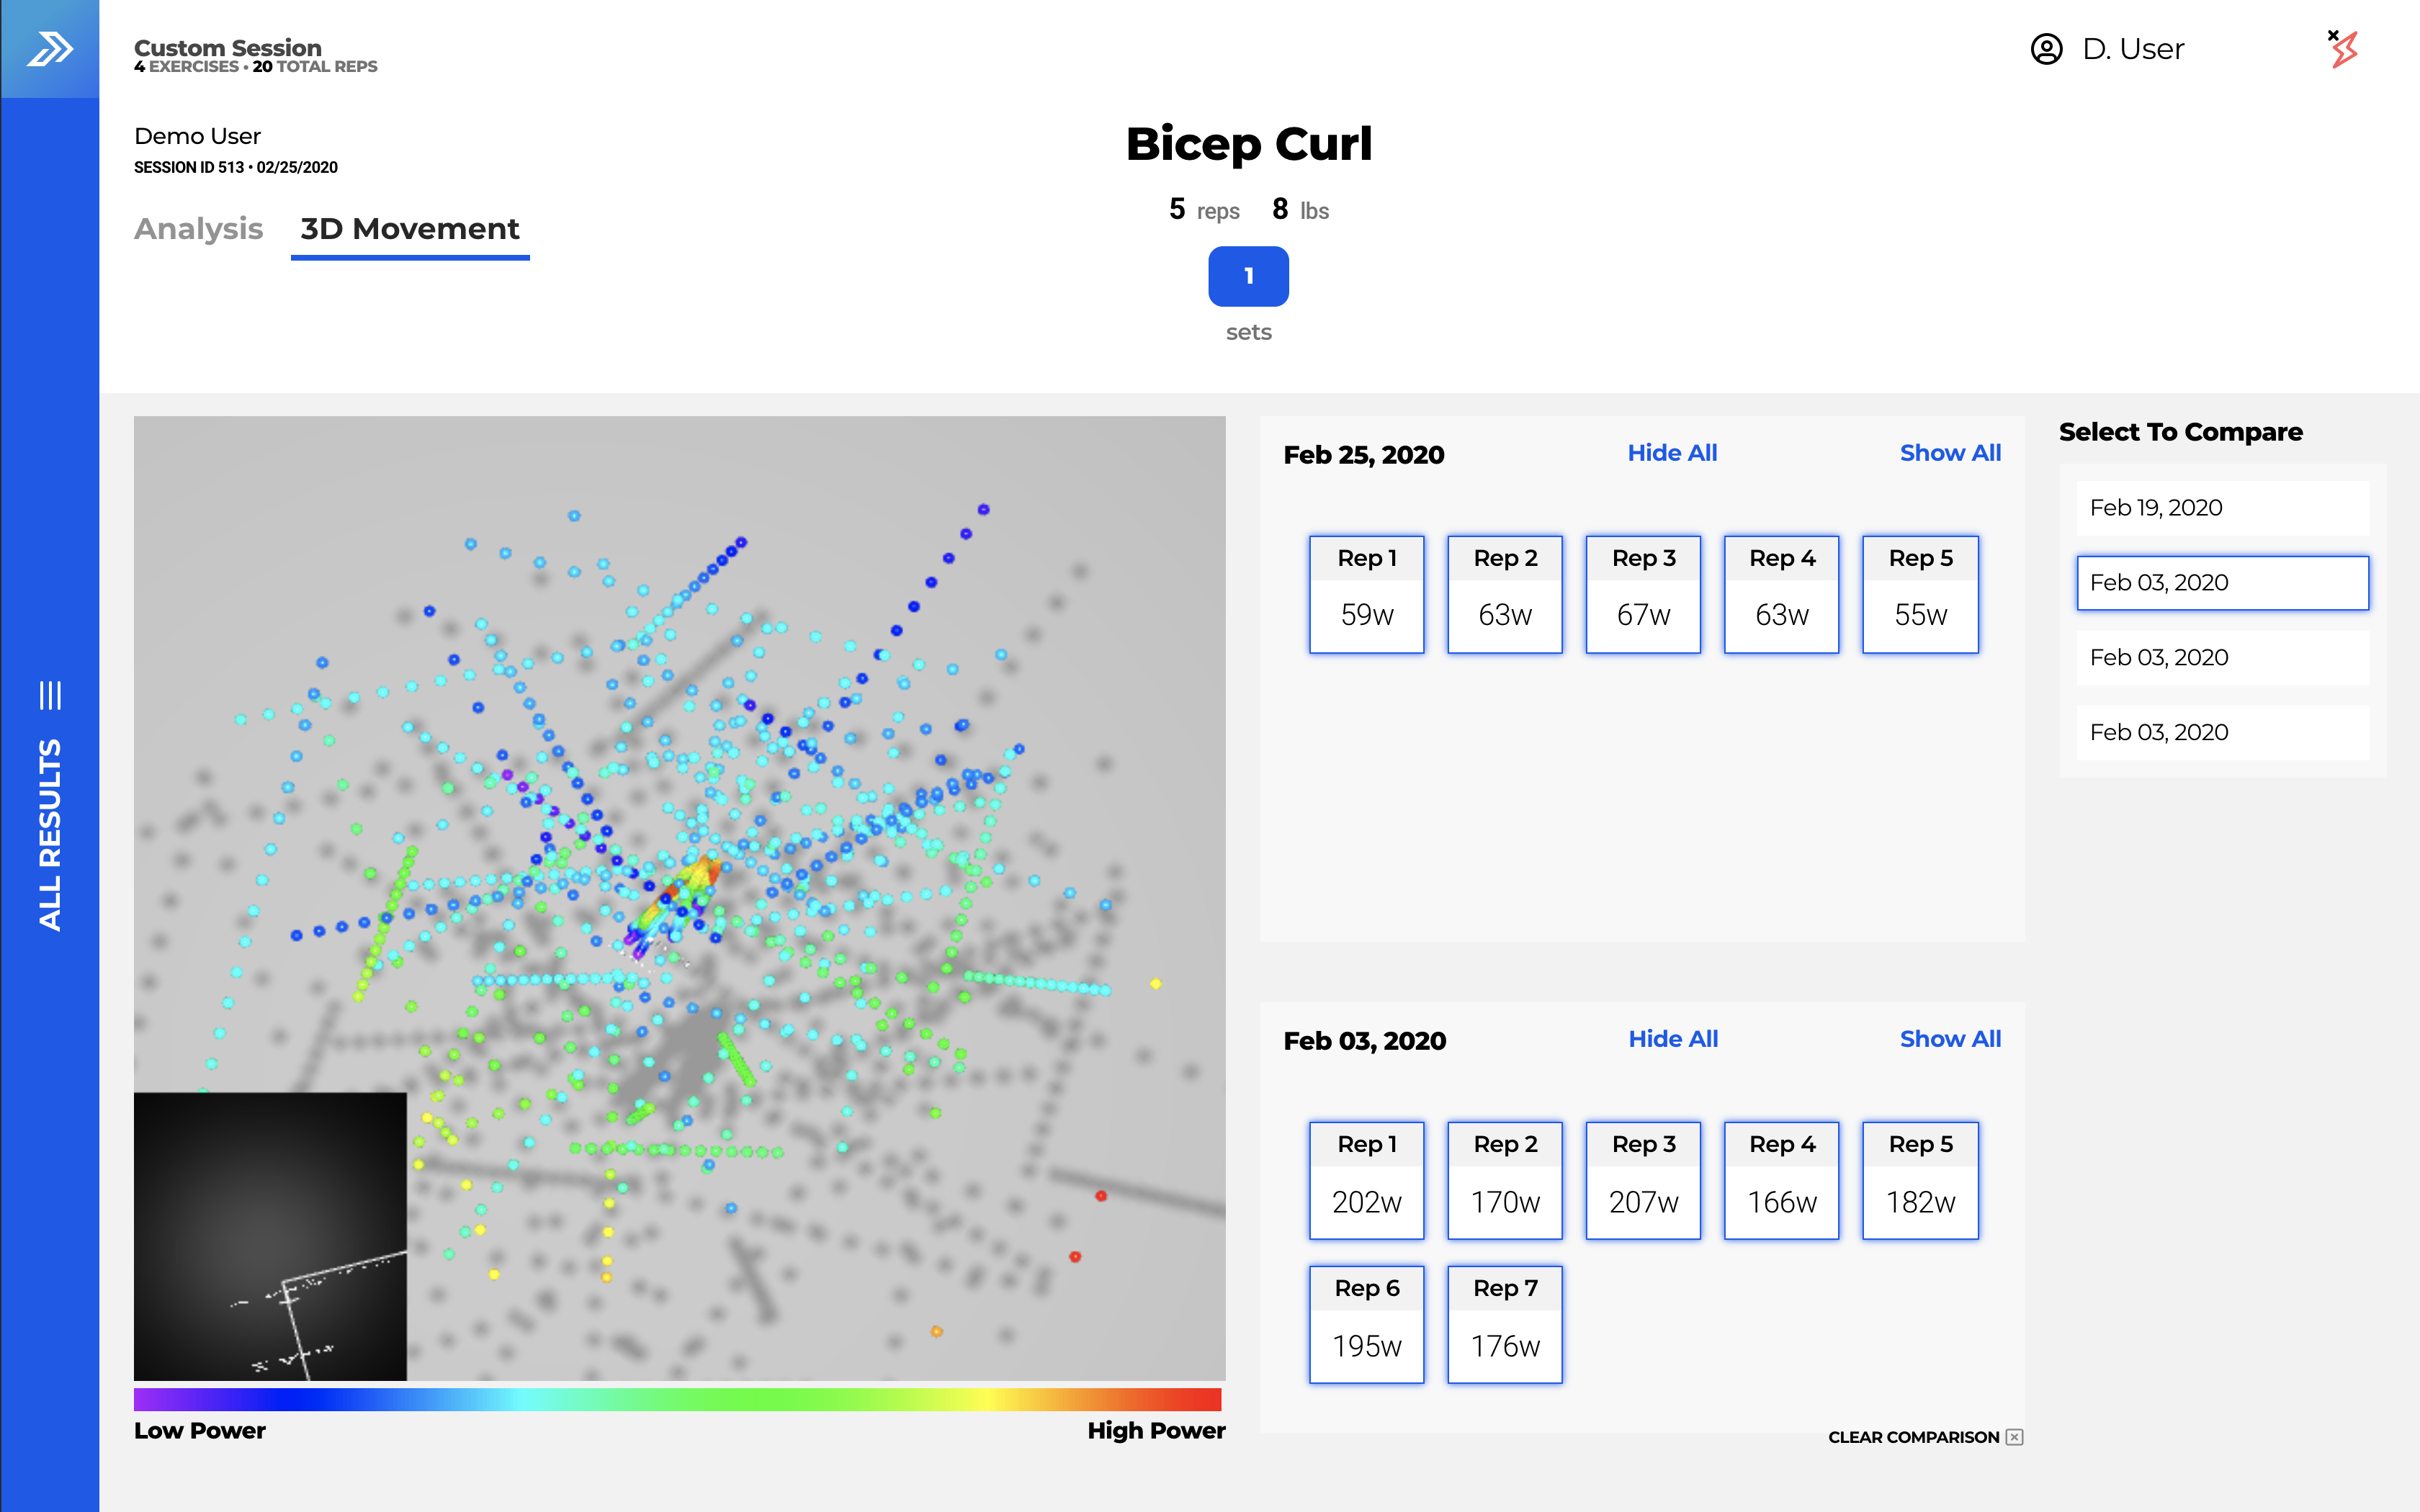 Custom Session
4 EXERCISES • 20 TOTAL REPS
D. User
Demo User
SESSION ID 513 • 02/25/2020
Bicep Curl
5 reps 8 lbs
1
sets
Analysis
3D Movement
ALL RESULTS
Feb 25, 2020
Hide All
Show All
Rep 1
59w
Rep 2
63w
Rep 3
67w
Rep 4
63w
Rep 5
55w
Feb 03, 2020
Hide All
Show All
Rep 1
202w
Rep 2
170w
Rep 3
207w
Rep 4
166w
Rep 5
182w
Rep 6
195w
Rep 7
176w
CLEAR COMPARISON
Select To Compare
Feb 19, 2020
Feb 03, 2020
Feb 03, 2020
Feb 03, 2020
Low Power
High Power